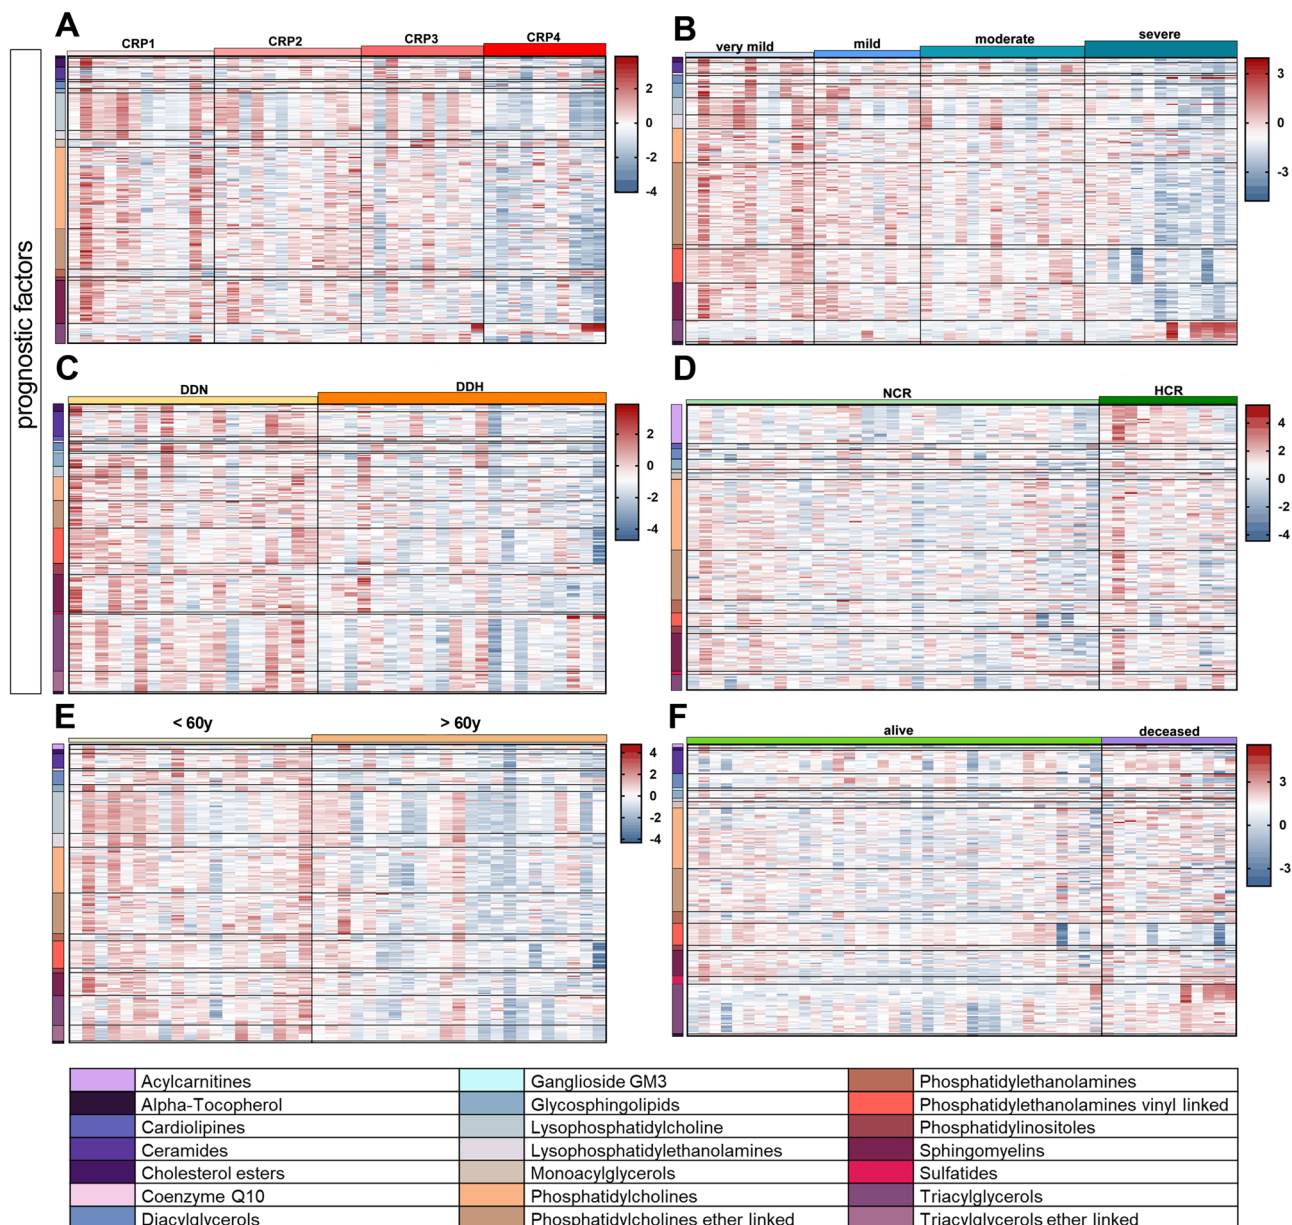 A
CRP1
CRP2
CRP3
CRP4
2
0
-2
-4
B
very mild
mild
moderate
severe
3
0
-3
prognostic factors
C
DDN
DDH
2
0
-2
-4
D
NCR
HCR
4
2
0
-2
-4
E
< 60y
> 60y
4
2
0
-2
-4
F
alive
deceased
3
0
-3
Acylcarnitines
Ganglioside GM3
Phosphatidylethanolamines
Alpha-Tocopherol
Glycosphingolipids
Phosphatidylethanolamines vinyl linked
Cardiolipines
Lysophosphatidylcholine
Phosphatidylinositoles
Ceramides
Lysophosphatidylethanolamines
Sphingomyelins
Cholesterol esters
Monoacylglycerols
Sulfatides
Coenzyme Q10
Phosphatidylcholines
Triacylglycerols
Diacylglycerols
Phosphatidylcholines ether linked
Triacylglycerols ether linked